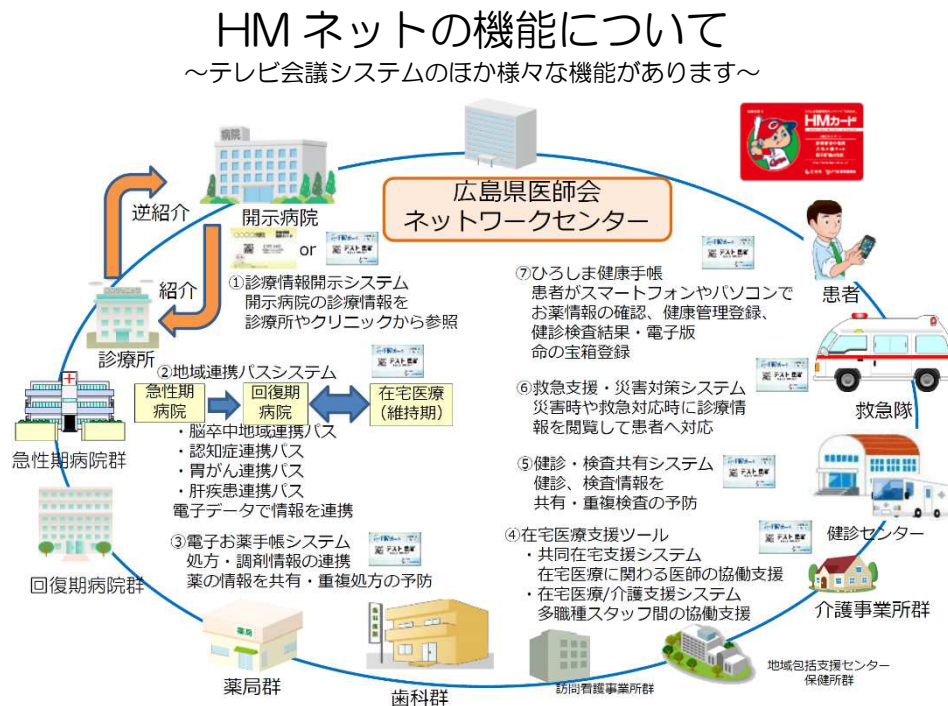 HMネットの機能について
～テレビ会議システムのほか様々な機能があります～
病院
HMカード
広島県医師会
ネットワークセンター
逆紹介
開示病院
or
紹介
①診療情報開示システム
開示病院の診療情報を
診療所やクリニックから参照
診療所
⑦ひろしま健康手帳
患者がスマートフォンやパソコンで
お薬情報の確認、健康管理登録、
健診検査結果・電子版
命の宝箱登録
患者
②地域連携パスシステム
急性期
病院
回復期
病院
在宅医療
(維持期)
・脳卒中地域連携パス
・認知症連携パス
・胃がん連携パス
・肝疾患連携パス
電子データで情報を連携
急性期病院群
⑥救急支援・災害対策システム
災害時や救急対応時に診療情
報を閲覧して患者へ対応
救急隊
⑤健診・検査共有システム
健診、検査情報を
共有・重複検査の予防
健診センター
回復期病院群
③電子お薬手帳システム
処方・調剤情報の連携
薬の情報を共有・重複処方の予防
④在宅医療支援ツール
・共同在宅支援システム
在宅医療に関わる医師の協働支援
・在宅医療/介護支援システム
多職種スタッフ間の協働支援
介護事業所群
薬局
薬局群
歯科医院
歯科群
訪問看護事業所群
地域包括支援センター
保健所群